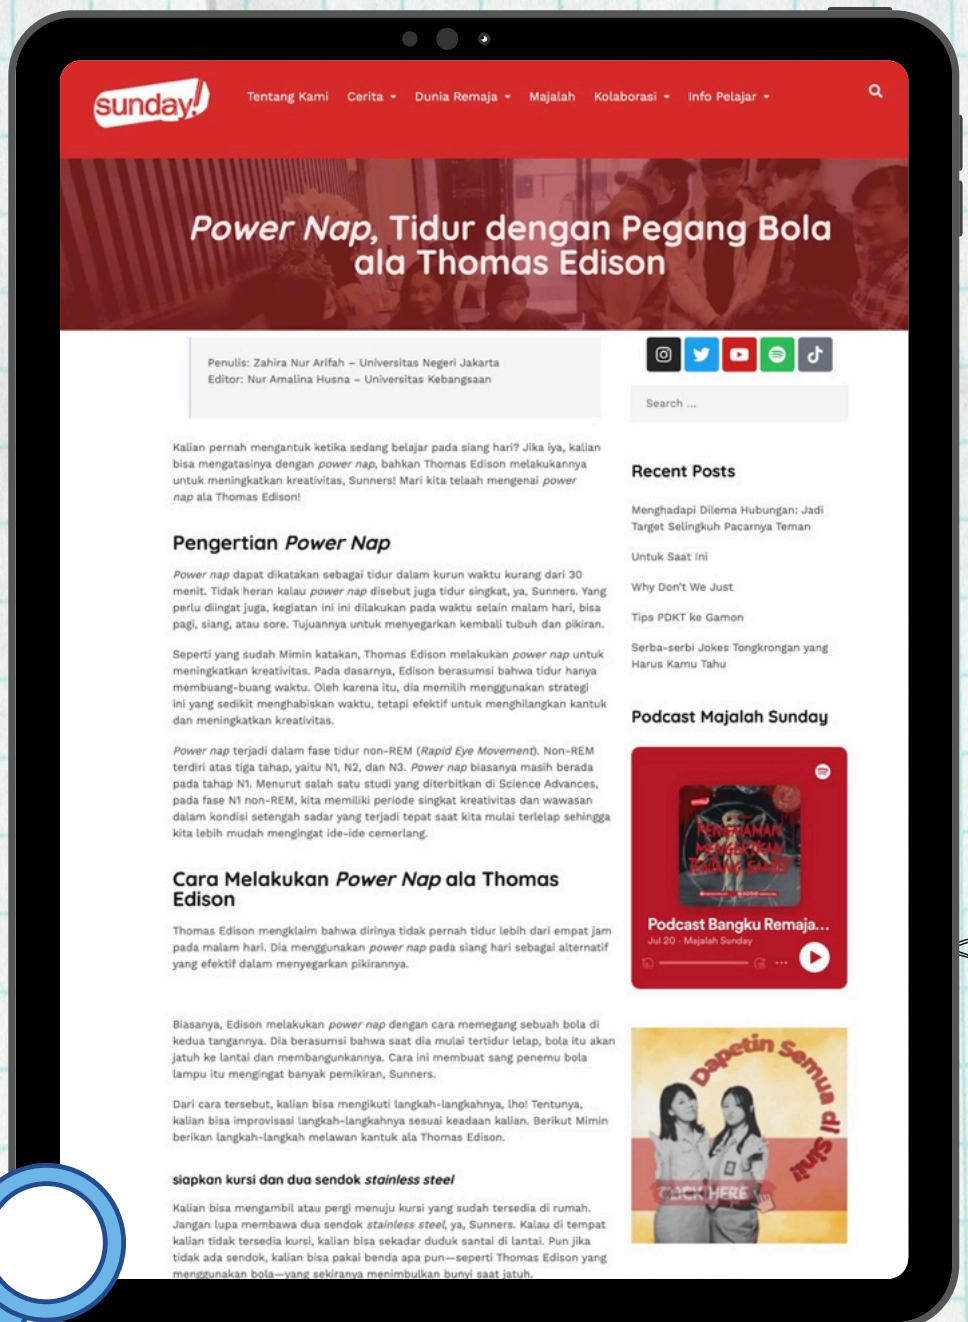 sunday!
Tentang Kami Cerita Dunia Remaja Majalah Kolaborasi Info Pelajar
Power Nap, Tidur dengan Pegang Bola
ala Thomas Edison
Penulis: Zahira Nur Arifah – Universitas Negeri Jakarta
Editor: Nur Amalina Husna – Universitas Kebangsaan
Kalian pernah mengantuk ketika sedang belajar pada siang hari? Jika iya, kalian
bisa mengatasinya dengan power nap, bahkan Thomas Edison melakukannya
untuk meningkatkan kreativitas, Sunners! Mari kita telaah mengenai power
nap ala Thomas Edison!
Pengertian Power Nap
Power nap dapat dikatakan sebagai tidur dalam kurun waktu kurang dari 30
menit. Tidak heran kalau power nap disebut juga tidur singkat, ya, Sunners. Yang
perlu diingat juga, kegiatan ini ini dilakukan pada waktu selain malam hari, bisa
pagi, siang, atau sore. Tujuannya untuk menyegarkan kembali tubuh dan pikiran.
Seperti yang sudah Mimin katakan, Thomas Edison melakukan power nap untuk
meningkatkan kreativitas. Pada dasarnya, Edison berasumsi bahwa tidur hanya
membuang-buang waktu. Oleh karena itu, dia memilih menggunakan strategi
ini yang sedikit menghabiskan waktu, tetapi efektif untuk menghilangkan kantuk
dan meningkatkan kreativitas.
Power nap terjadi dalam fase tidur non-REM (Rapid Eye Movement). Non-REM
terdiri atas tiga tahap, yaitu N1, N2, dan N3. Power nap biasanya masih berada
pada tahap N1. Menurut salah satu studi yang diterbitkan di Science Advances,
pada fase N1 non-REM, kita memiliki periode singkat kreativitas dan wawasan
dalam kondisi setengah sadar yang terjadi tepat saat kita mulai terlelap sehingga
kita lebih mudah mengingat ide-ide cemerlang.
Cara Melakukan Power Nap ala Thomas
Edison
Thomas Edison mengklaim bahwa dirinya tidak pernah tidur lebih dari empat jam
pada malam hari. Dia menggunakan power nap pada siang hari sebagai alternatif
yang efektif dalam menyegarkan pikirannya.
Biasanya, Edison melakukan power nap dengan cara memegang sebuah bola di
kedua tangannya. Dia berasumsi bahwa saat dia mulai tertidur lelap, bola itu akan
jatuh ke lantai dan membangunkannya. Cara ini membuat sang penemu bola
lampu itu mengingat banyak pemikiran, Sunners.
Dari cara tersebut, kalian bisa mengikuti langkah-langkahnya, lho! Tentunya,
kalian bisa improvisasi langkah-langkahnya sesuai keadaan kalian. Berikut Mimin
berikan langkah-langkah melawan kantuk ala Thomas Edison.
siapkan kursi dan dua sendok stainless steel
Kalian bisa mengambil atau pergi menuju kursi yang sudah tersedia di rumah.
Jangan lupa membawa dua sendok stainless steel, ya, Sunners. Kalau di tempat
kalian tidak tersedia kursi, kalian bisa sekadar duduk santai di lantai. Pun jika
tidak ada sendok, kalian bisa pakai benda apa pun—seperti Thomas Edison yang
menggunakan bola—yang sekiranya menimbulkan bunyi saat jatuh.
Search ...
Recent Posts
Menghadapi Dilema Hubungan: Jadi
Target Selingkuh Pacarnya Teman
Untuk Saat Ini
Why Don't We Just
Tips PDKT ke Gamon
Serba-serbi Jokes Tongkrongan yang
Harus Kamu Tahu
Podcast Majalah Sunday
PENGALAMAN
MENGERTIKAN
TENTANG
Podcast Bangku Remaja...
Jul 20 · Majalah Sunday
Dapetin Semua di Sini!
CLICK HERE